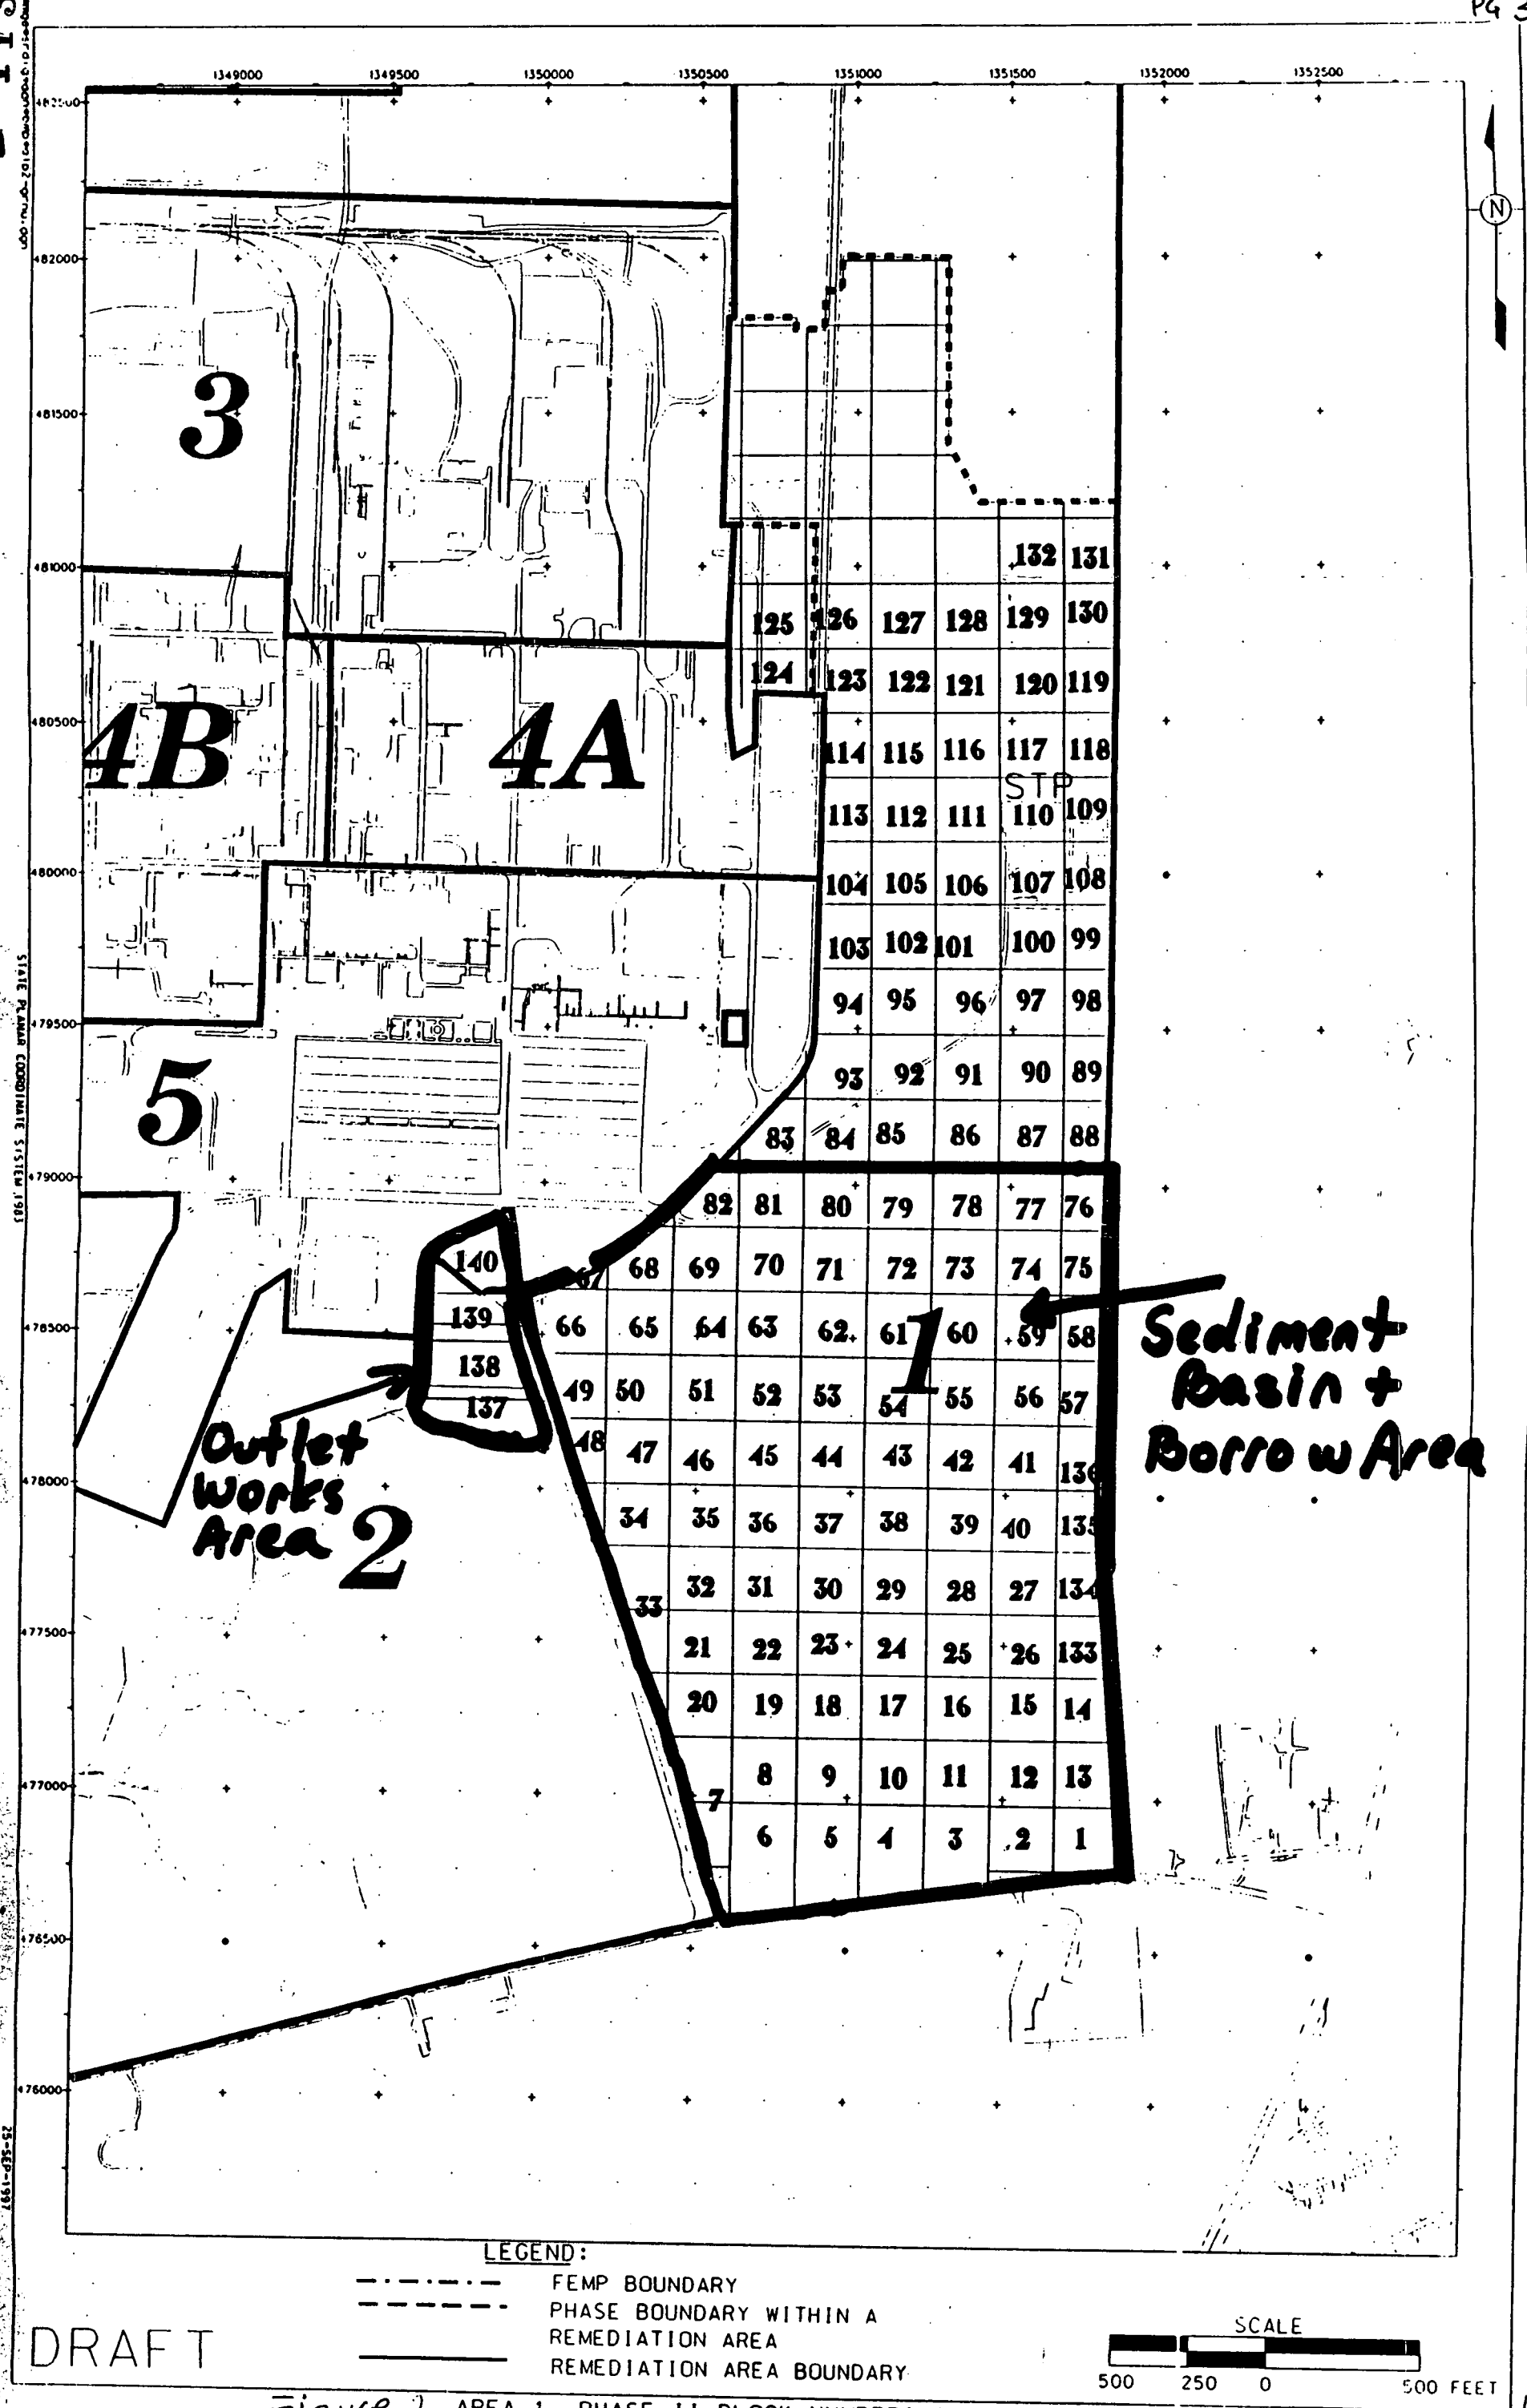 PG 3
1349000 1349500 1350000 1350500 1351000 1351500 1352000 1352500
N
482000
3
481500
481000
132 131
125 126 127 128 129 130
124 123 122 121 120 119
480500
4B 4A
114 115 116 117 118
STP
113 112 111 110 109
480000
104 105 106 107 108
103 102 101 100 99
94 95 96 97 98
479500
93 92 91 90 89
5
83 84 85 86 87 88
479000
82 81 80 79 78 77 76
140 67 68 69 70 71 72 73 74 75
139 66 65 64 63 62 61 60 59 58
478500
1
Sediment
Basin +
Borrow Area
138
137
49 50 51 52 53 54 55 56 57
Outlet
Works
Area
2
48 47 46 45 44 43 42 41 136
478000
34 35 36 37 38 39 40 135
33 32 31 30 29 28 27 134
477500
21 22 23 24 25 26 133
20 19 18 17 16 15 14
477000
7 8 9 10 11 12 13
6 5 4 3 2 1
476500
476000
STATE PLANAR COORDINATE SYSTEM 1983
25-SEP-1997
LEGEND:
FEMP BOUNDARY
PHASE BOUNDARY WITHIN A
REMEDIATION AREA
REMEDIATION AREA BOUNDARY
DRAFT
SCALE
500 250 0 500 FEET